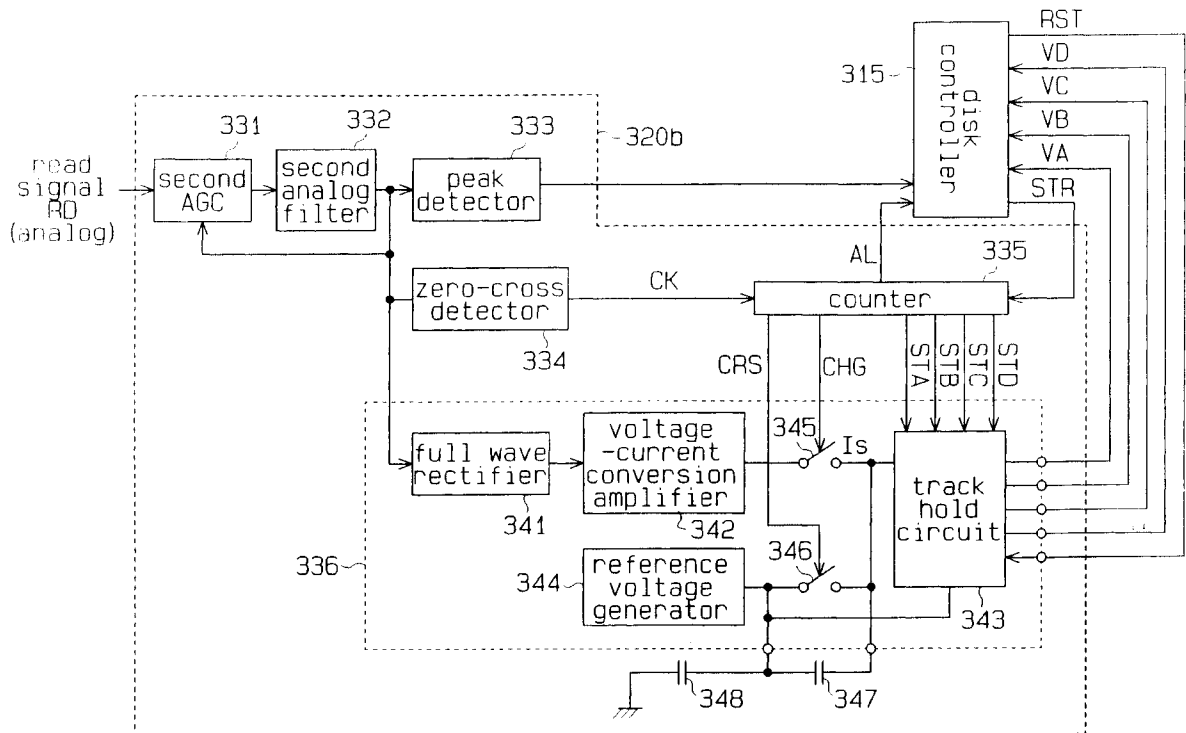 RST
VD
VC
VB
VA
STR
315
disk
controller
331
332
333
320b
read
signal
RD
(analog)
second
AGC
second
analog
filter
peak
detector
AL
335
zero-cross
detector
CK
counter
334
CRS
CHG
STA
STB
STC
STD
full wave
rectifier
voltage
-current
conversion
amplifier
345
Is
341
342
track
hold
circuit
336
344
reference
voltage
generator
346
343
348
347